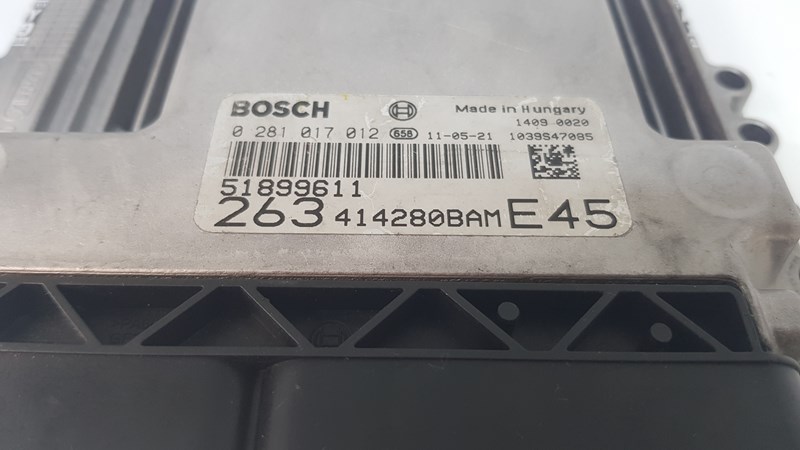 BOSCH Made in Hungary
1409 0020
0 281 017 012 658 11-05-21 1039S47085
51899611
263 414280BAM E45